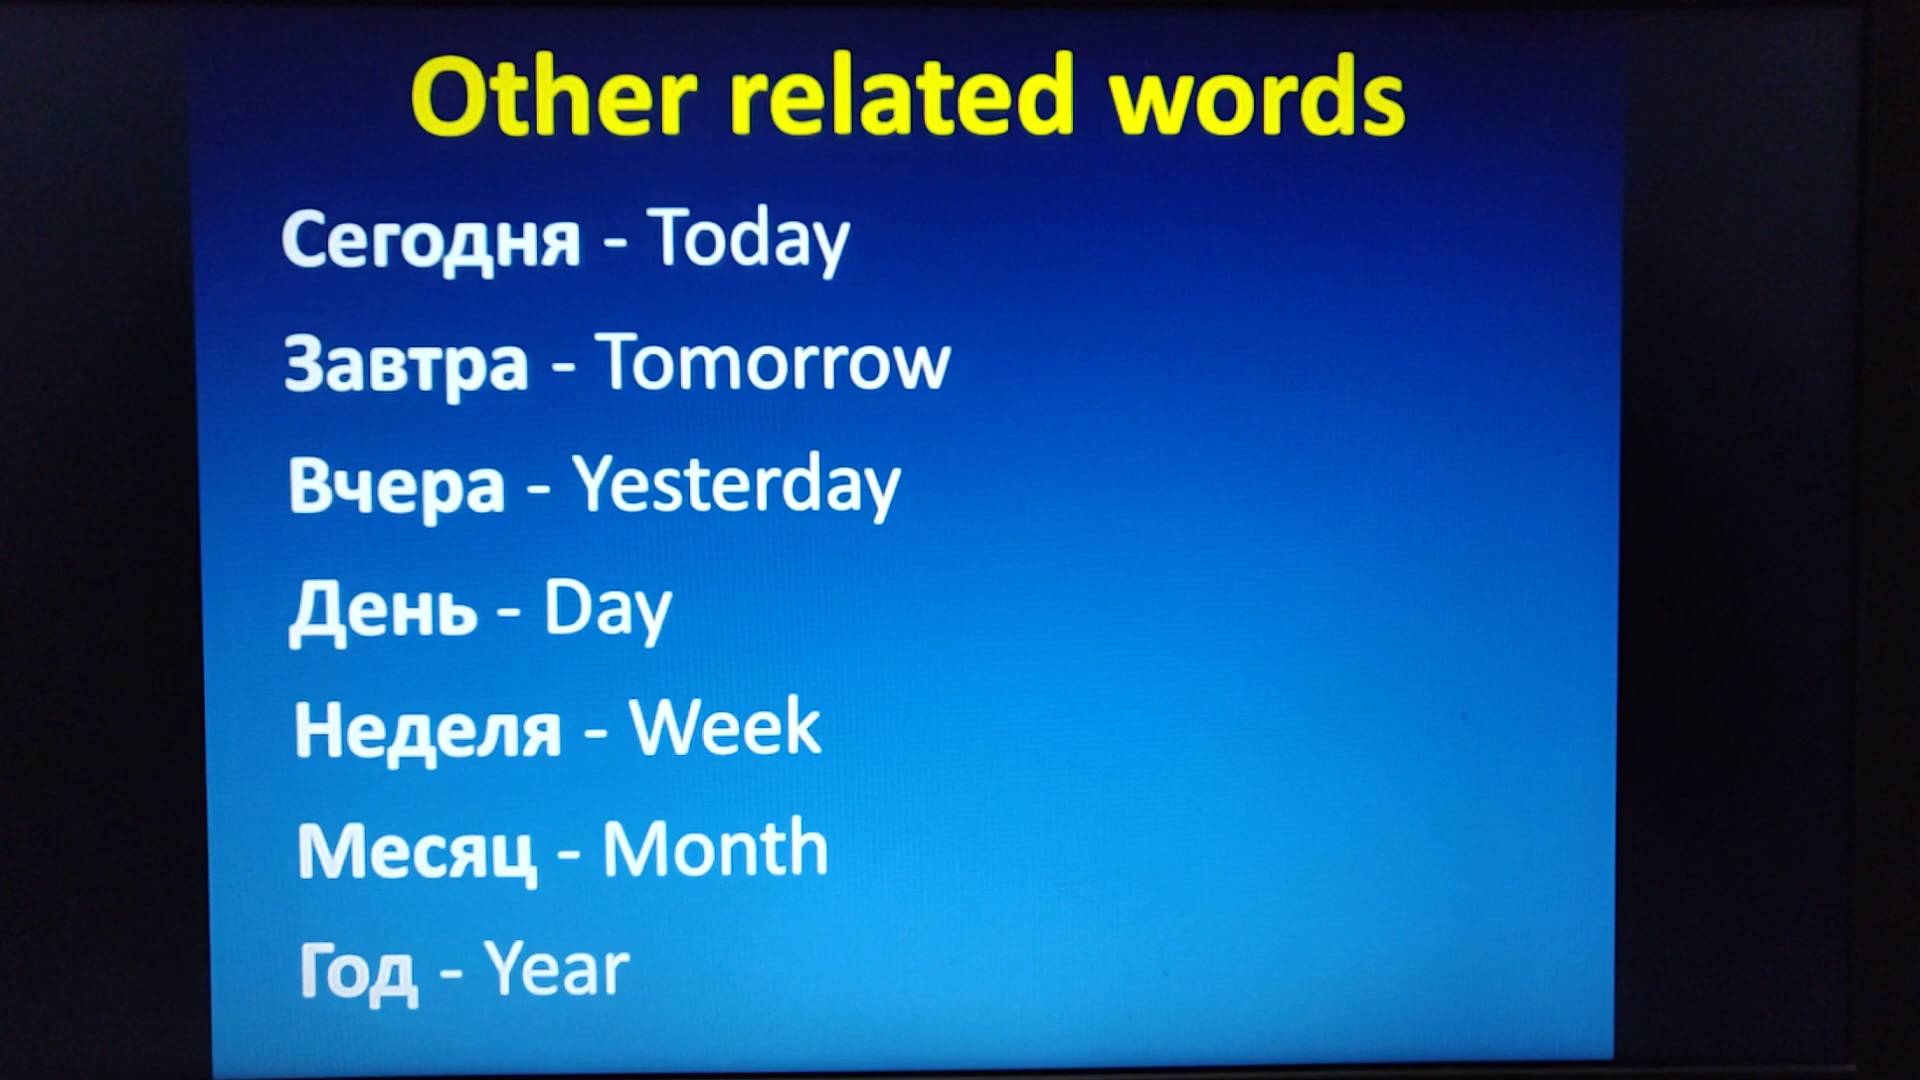 Other related words
Сегодня - Today
Завтра - Tomorrow
Вчера - Yesterday
День - Day
Неделя - Week
Месяц - Month
Год - Year